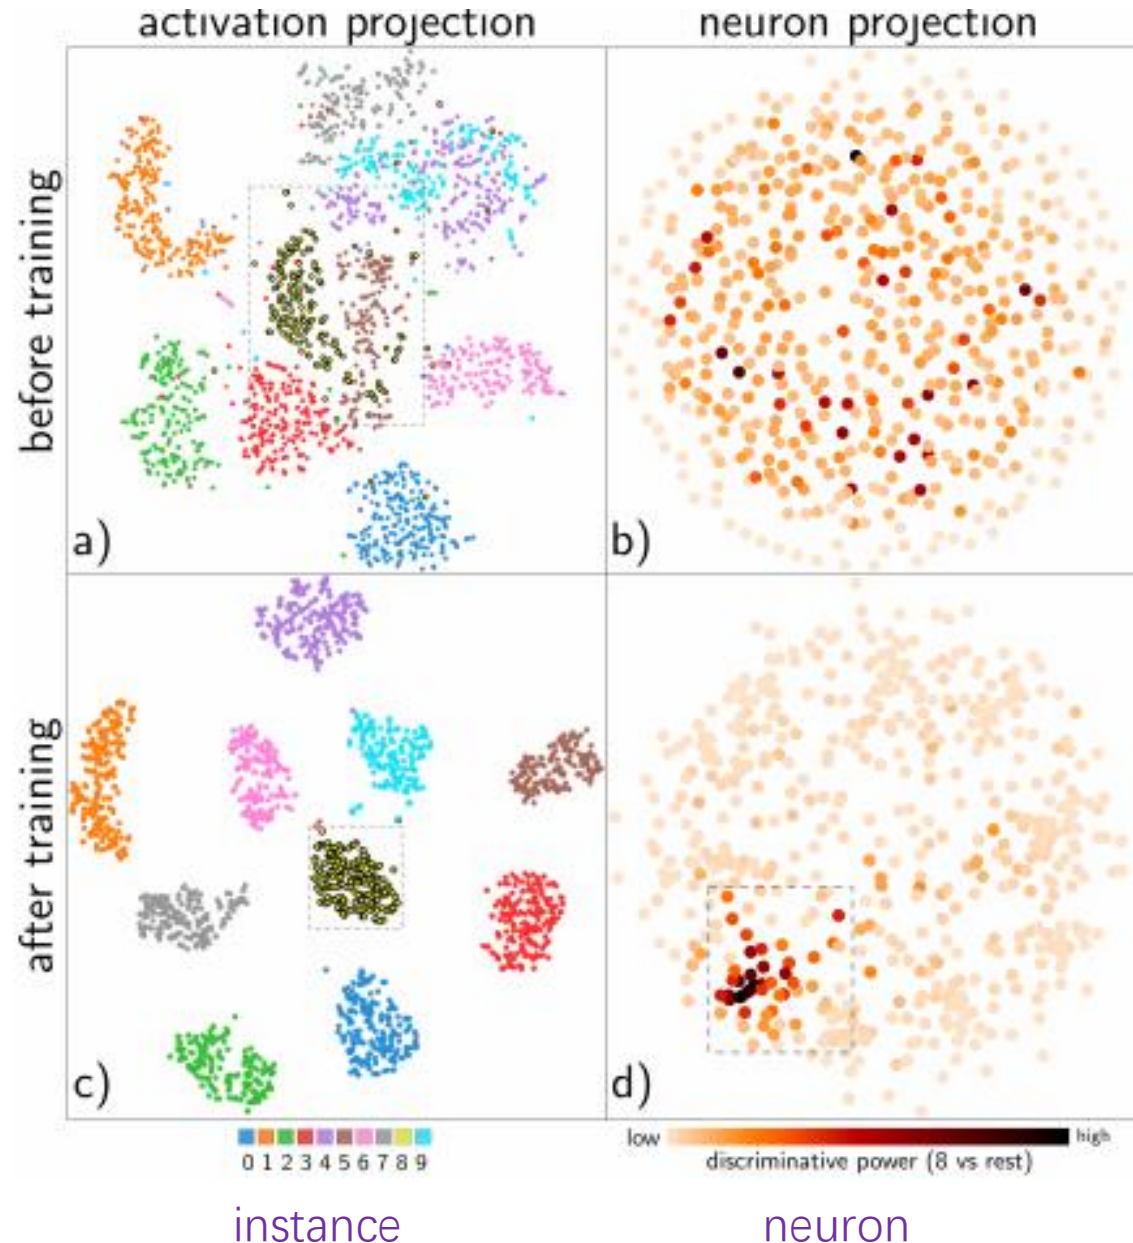 activation projection
neuron projection
before training
a)
b)
after training
c)
d)
0 1 2 3 4 5 6 7 8 9
low
high
discriminative power (8 vs rest)
instance
neuron